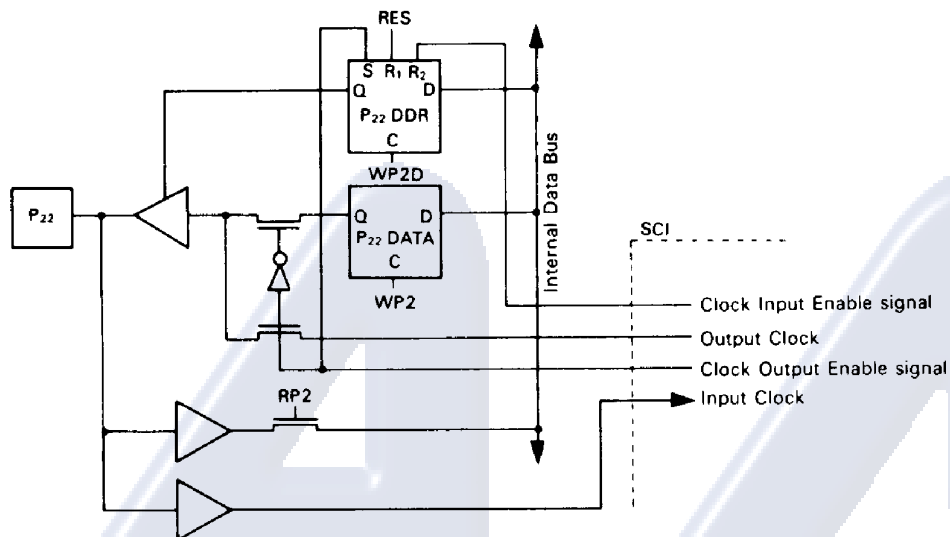 RES
S R₁ R₂
Q D
P₂₂ DDR
C
WP2D
P₂₂
Q D
P₂₂ DATA
C
WP2
Internal Data Bus
SCI
Clock Input Enable signal
Output Clock
Clock Output Enable signal
Input Clock
RP2